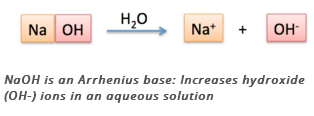 H₂O
Na OH Na⁺ + OH⁻
NaOH is an Arrhenius base: Increases hydroxide
(OH-) ions in an aqueous solution